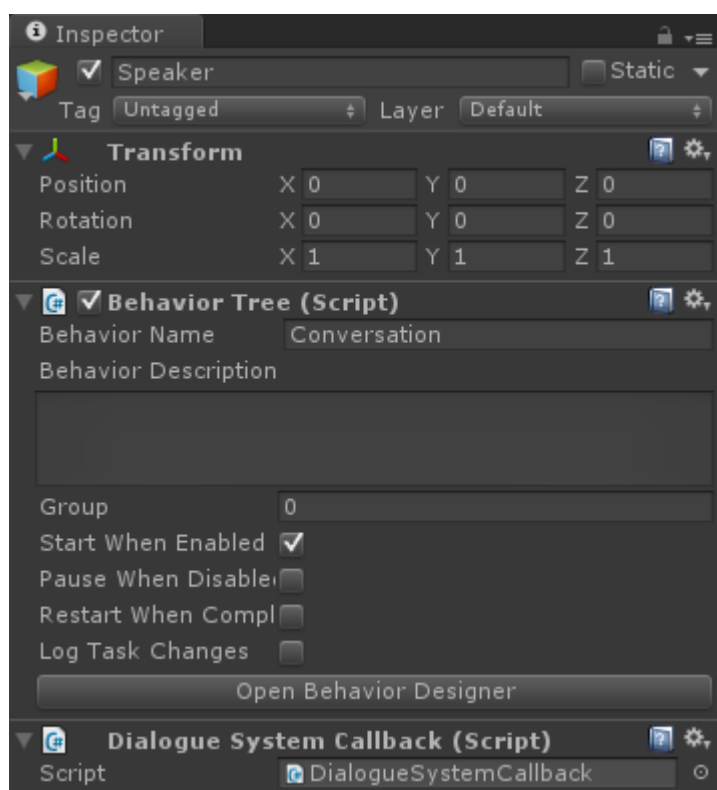 Inspector
Speaker Static
Tag Untagged Layer Default
Transform
Position X 0 Y 0 Z 0
Rotation X 0 Y 0 Z 0
Scale X 1 Y 1 Z 1
Behavior Tree (Script)
Behavior Name Conversation
Behavior Description
Group 0
Start When Enabled
Pause When Disable
Restart When Compl
Log Task Changes
Open Behavior Designer
Dialogue System Callback (Script)
Script DialogueSystemCallback